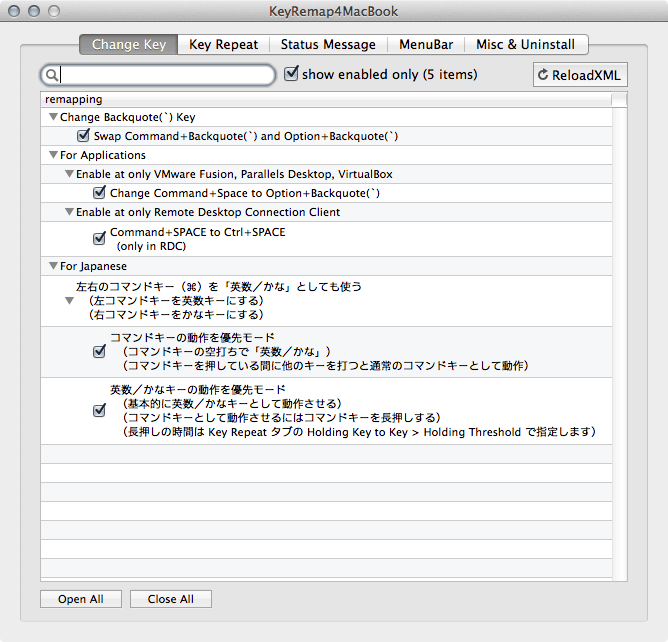 KeyRemap4MacBook
Change Key Key Repeat Status Message MenuBar Misc & Uninstall
show enabled only (5 items) ReloadXML
remapping
Change Backquote(`) Key
Swap Command+Backquote(`) and Option+Backquote(`)
For Applications
Enable at only VMware Fusion, Parallels Desktop, VirtualBox
Change Command+Space to Option+Backquote(`)
Enable at only Remote Desktop Connection Client
Command+SPACE to Ctrl+SPACE
(only in RDC)
For Japanese
左右のコマンドキー（⌘）を「英数／かな」としても使う
（左コマンドキーを英数キーにする）
（右コマンドキーをかなキーにする）
コマンドキーの動作を優先モード
（コマンドキーの空打ちで「英数／かな」）
（コマンドキーを押している間に他のキーを打つと通常のコマンドキーとして動作）
英数／かなキーの動作を優先モード
（基本的に英数／かなキーとして動作させる）
（コマンドキーとして動作させるにはコマンドキーを長押しする）
（長押しの時間は Key Repeat タブの Holding Key to Key > Holding Threshold で指定します）
Open All Close All